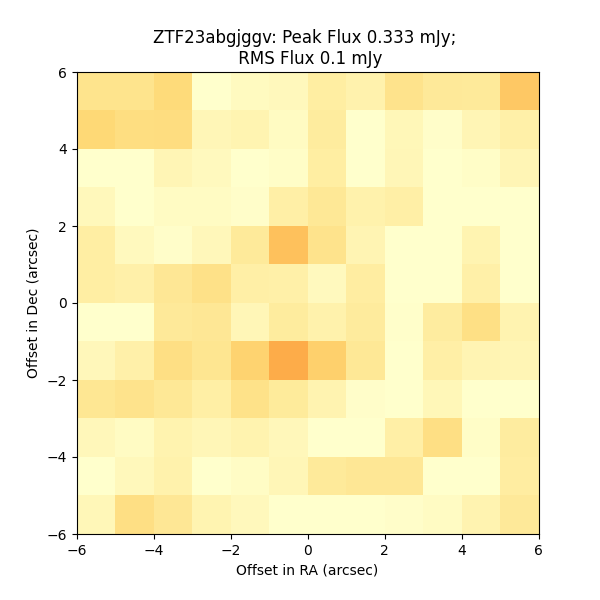 ZTF23abgjggv: Peak Flux 0.333 mJy;
RMS Flux 0.1 mJy
6
4
2
0
−2
−4
−6
Offset in Dec (arcsec)
−6 −4 −2 0 2 4 6
Offset in RA (arcsec)